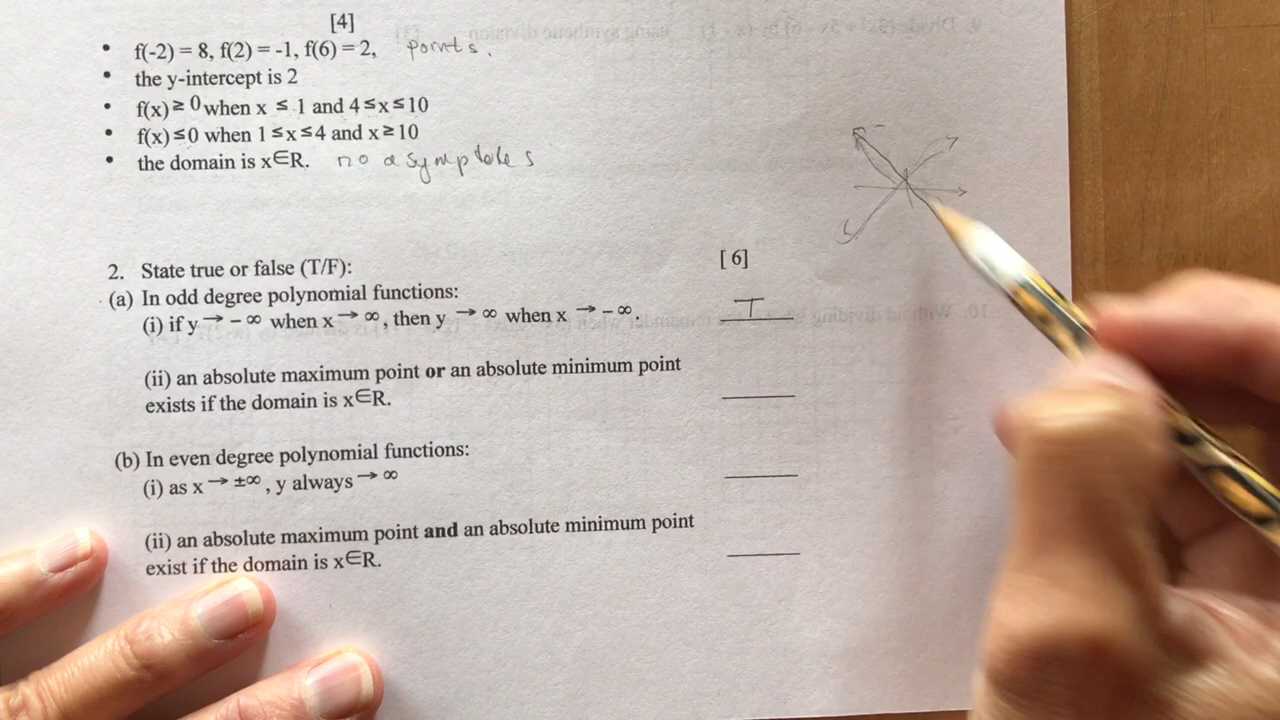 [4]
• f(-2) = 8, f(2) = -1, f(6) = 2, points.
• the y-intercept is 2
• f(x) ≥ 0 when x ≤ 1 and 4≤x≤10
• f(x) ≤0 when 1≤x≤4 and x≥10
• the domain is x∈R. no asymptotes
2. State true or false (T/F): [6]
(a) In odd degree polynomial functions:
(i) if y → - ∞ when x → ∞, then y → ∞ when x → - ∞. T
(ii) an absolute maximum point or an absolute minimum point
exists if the domain is x∈R.
(b) In even degree polynomial functions:
(i) as x → ±∞, y always → ∞
(ii) an absolute maximum point and an absolute minimum point
exist if the domain is x∈R.